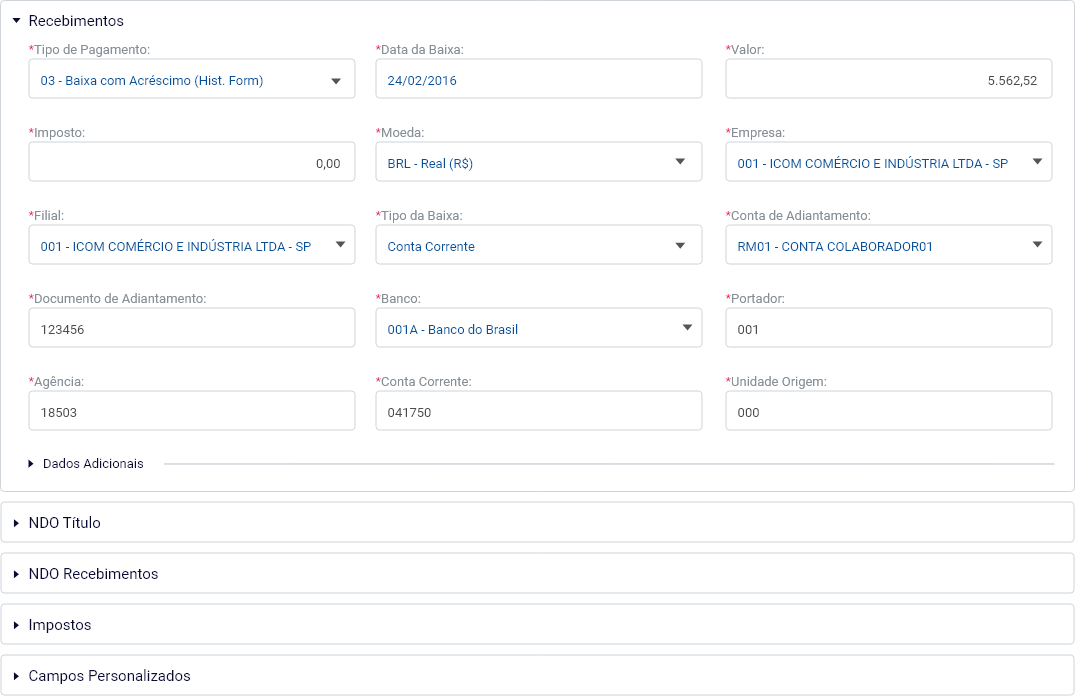 Recebimentos
*Tipo de Pagamento: *Data da Baixa: *Valor:
03 - Baixa com Acréscimo (Hist. Form) 24/02/2016 5.562,52
*Imposto: *Moeda: *Empresa:
0,00 BRL - Real (R$) 001 - ICOM COMÉRCIO E INDÚSTRIA LTDA - SP
*Filial: *Tipo da Baixa: *Conta de Adiantamento:
001 - ICOM COMÉRCIO E INDÚSTRIA LTDA - SP Conta Corrente RM01 - CONTA COLABORADOR01
*Documento de Adiantamento: *Banco: *Portador:
123456 001A - Banco do Brasil 001
*Agência: *Conta Corrente: *Unidade Origem:
18503 041750 000
Dados Adicionais
NDO Título
NDO Recebimentos
Impostos
Campos Personalizados